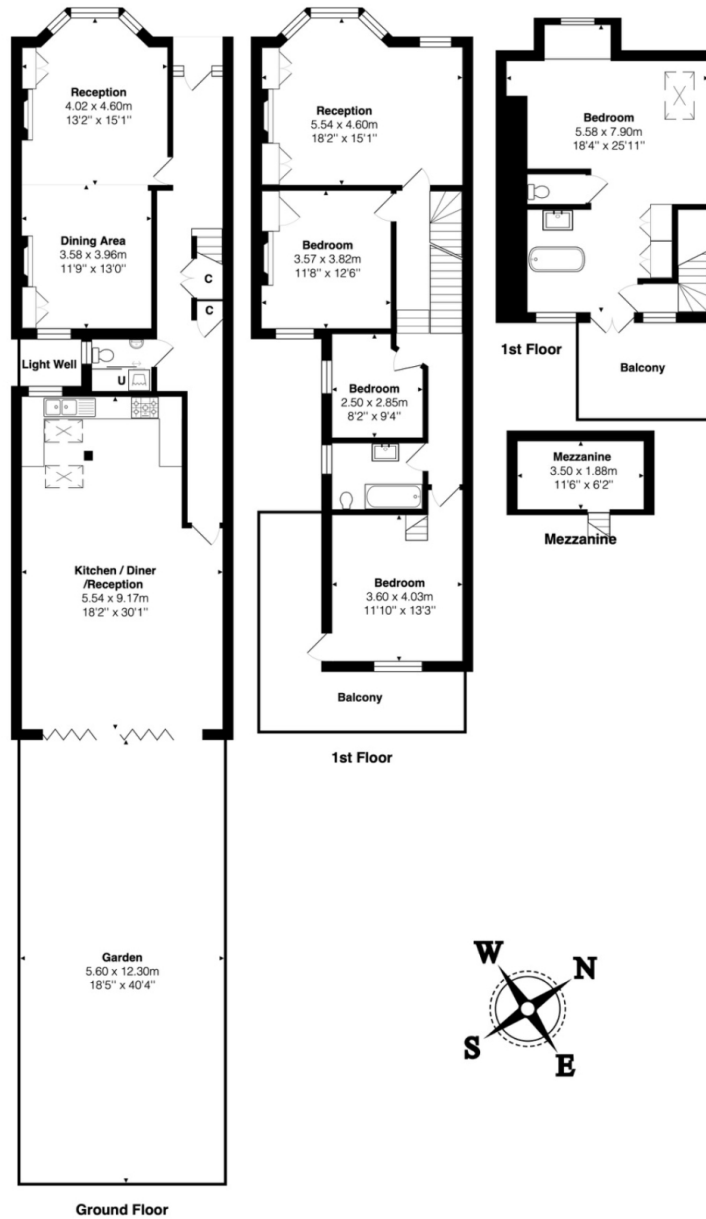 Reception
4.02 x 4.60m
13'2" x 15'1"
Dining Area
3.58 x 3.96m
11'9" x 13'0"
C
C
Light Well
U
Kitchen / Diner
/Reception
5.54 x 9.17m
18'2" x 30'1"
Garden
5.60 x 12.30m
18'5" x 40'4"
Ground Floor
Reception
5.54 x 4.60m
18'2" x 15'1"
Bedroom
3.57 x 3.82m
11'8" x 12'6"
Bedroom
2.50 x 2.85m
8'2" x 9'4"
Bedroom
3.60 x 4.03m
11'10" x 13'3"
Balcony
1st Floor
Bedroom
5.58 x 7.90m
18'4" x 25'11"
1st Floor
Balcony
Mezzanine
3.50 x 1.88m
11'6" x 6'2"
Mezzanine
W
N
S
E